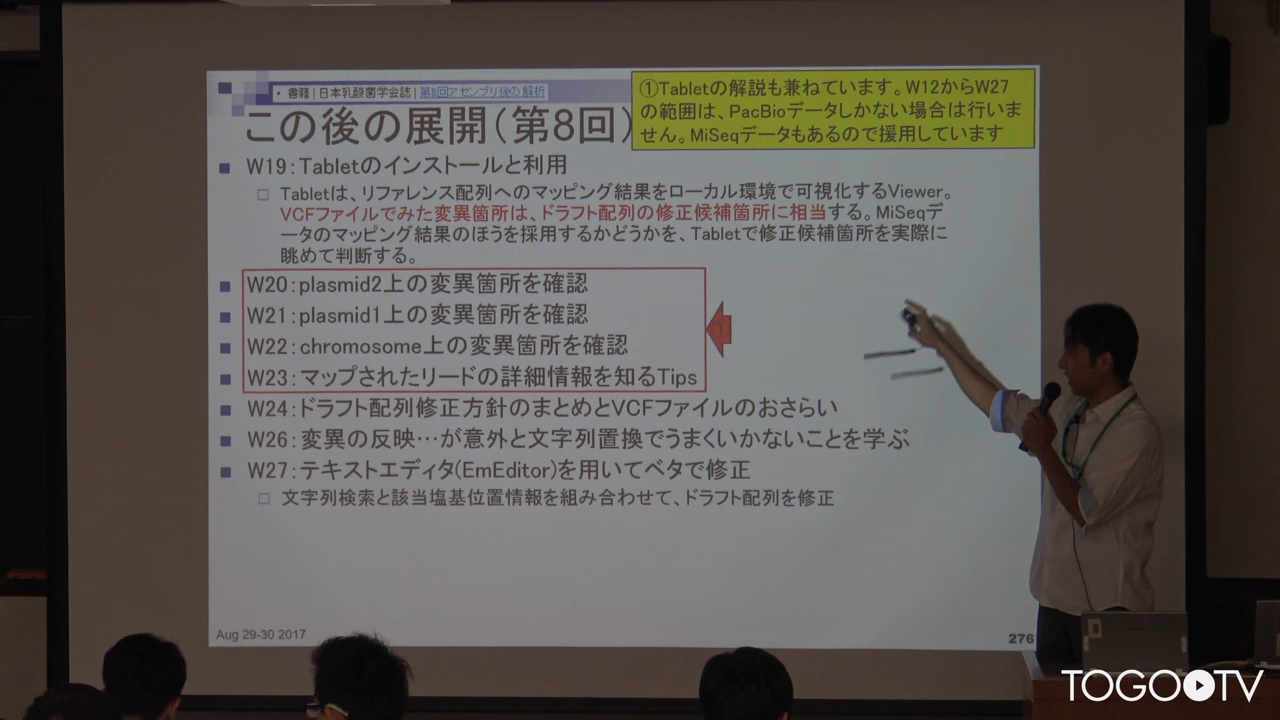 • 書籍 | 日本乳酸菌学会誌 | 第8回アセンブリ後の解析
①Tabletの解説も兼ねています。W12からW27
の範囲は、PacBioデータしかない場合は行いま
せん。MiSeqデータもあるので援用しています
この後の展開(第8回)
W19：Tabletのインストールと利用
Tabletは、リファレンス配列へのマッピング結果をローカル環境で可視化するViewer。
VCFファイルでみた変異箇所は、ドラフト配列の修正候補箇所に相当する。MiSeqデ
ータのマッピング結果のほうを採用するかどうかを、Tabletで修正候補箇所を実際に
眺めて判断する。
W20：plasmid2上の変異箇所を確認
W21：plasmid1上の変異箇所を確認
W22：chromosome上の変異箇所を確認
W23：マップされたリードの詳細情報を知るTips
①
W24：ドラフト配列修正方針のまとめとVCFファイルのおさらい
W26：変異の反映…が意外と文字列置換でうまくいかないことを学ぶ
W27：テキストエディタ(EmEditor)を用いてベタで修正
文字列検索と該当塩基位置情報を組み合わせて、ドラフト配列を修正
Aug 29-30 2017
276
TOGO TV